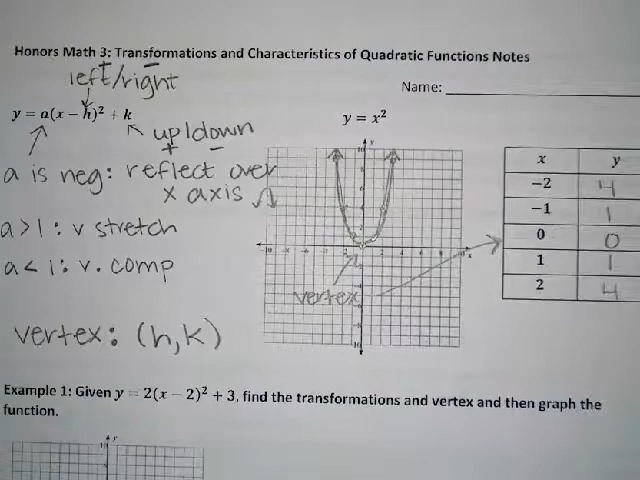 Honors Math 3: Transformations and Characteristics of Quadratic Functions Notes
left/right
- +
Name:
y = a(x − h)² + k
y = x²
up/down
+ −
a is neg: reflect over
x axis
a > 1: v stretch
a < 1: v. comp
vertex
vertex: (h,k)
x y
−2 4
−1 1
0 0
1 1
2 4
Example 1: Given y = 2(x − 2)² + 3, find the transformations and vertex and then graph the
function.